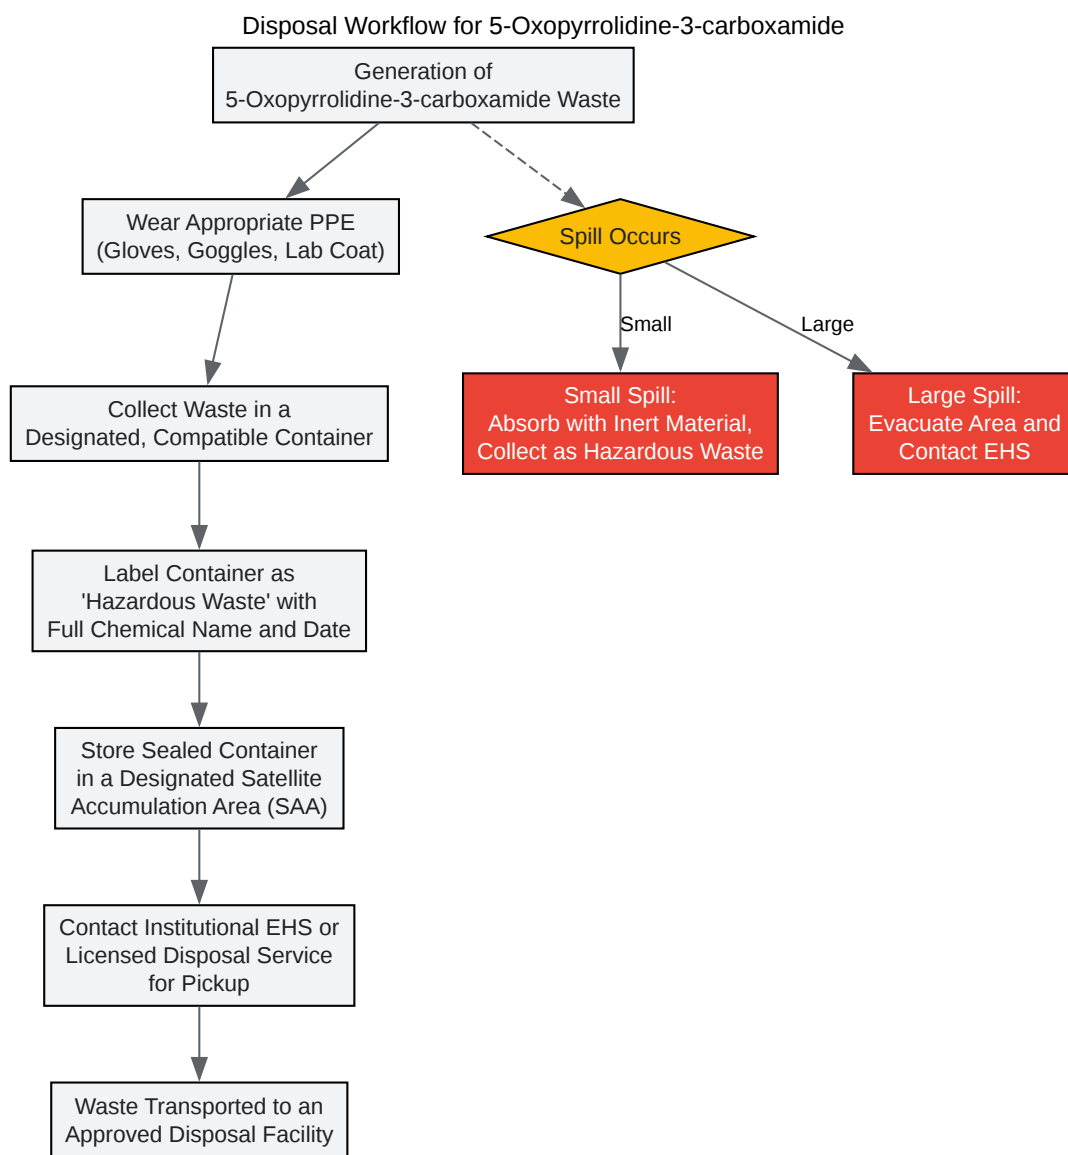 Disposal Workflow for 5-Oxopyrrolidine-3-carboxamide
Generation of
5-Oxopyrrolidine-3-carboxamide Waste
Wear Appropriate PPE
(Gloves, Goggles, Lab Coat)
Spill Occurs
Small
Large
Collect Waste in a
Designated, Compatible Container
Small Spill:
Absorb with Inert Material,
Collect as Hazardous Waste
Large Spill:
Evacuate Area and
Contact EHS
Label Container as
'Hazardous Waste' with
Full Chemical Name and Date
Store Sealed Container
in a Designated Satellite
Accumulation Area (SAA)
Contact Institutional EHS or
Licensed Disposal Service
for Pickup
Waste Transported to an
Approved Disposal Facility